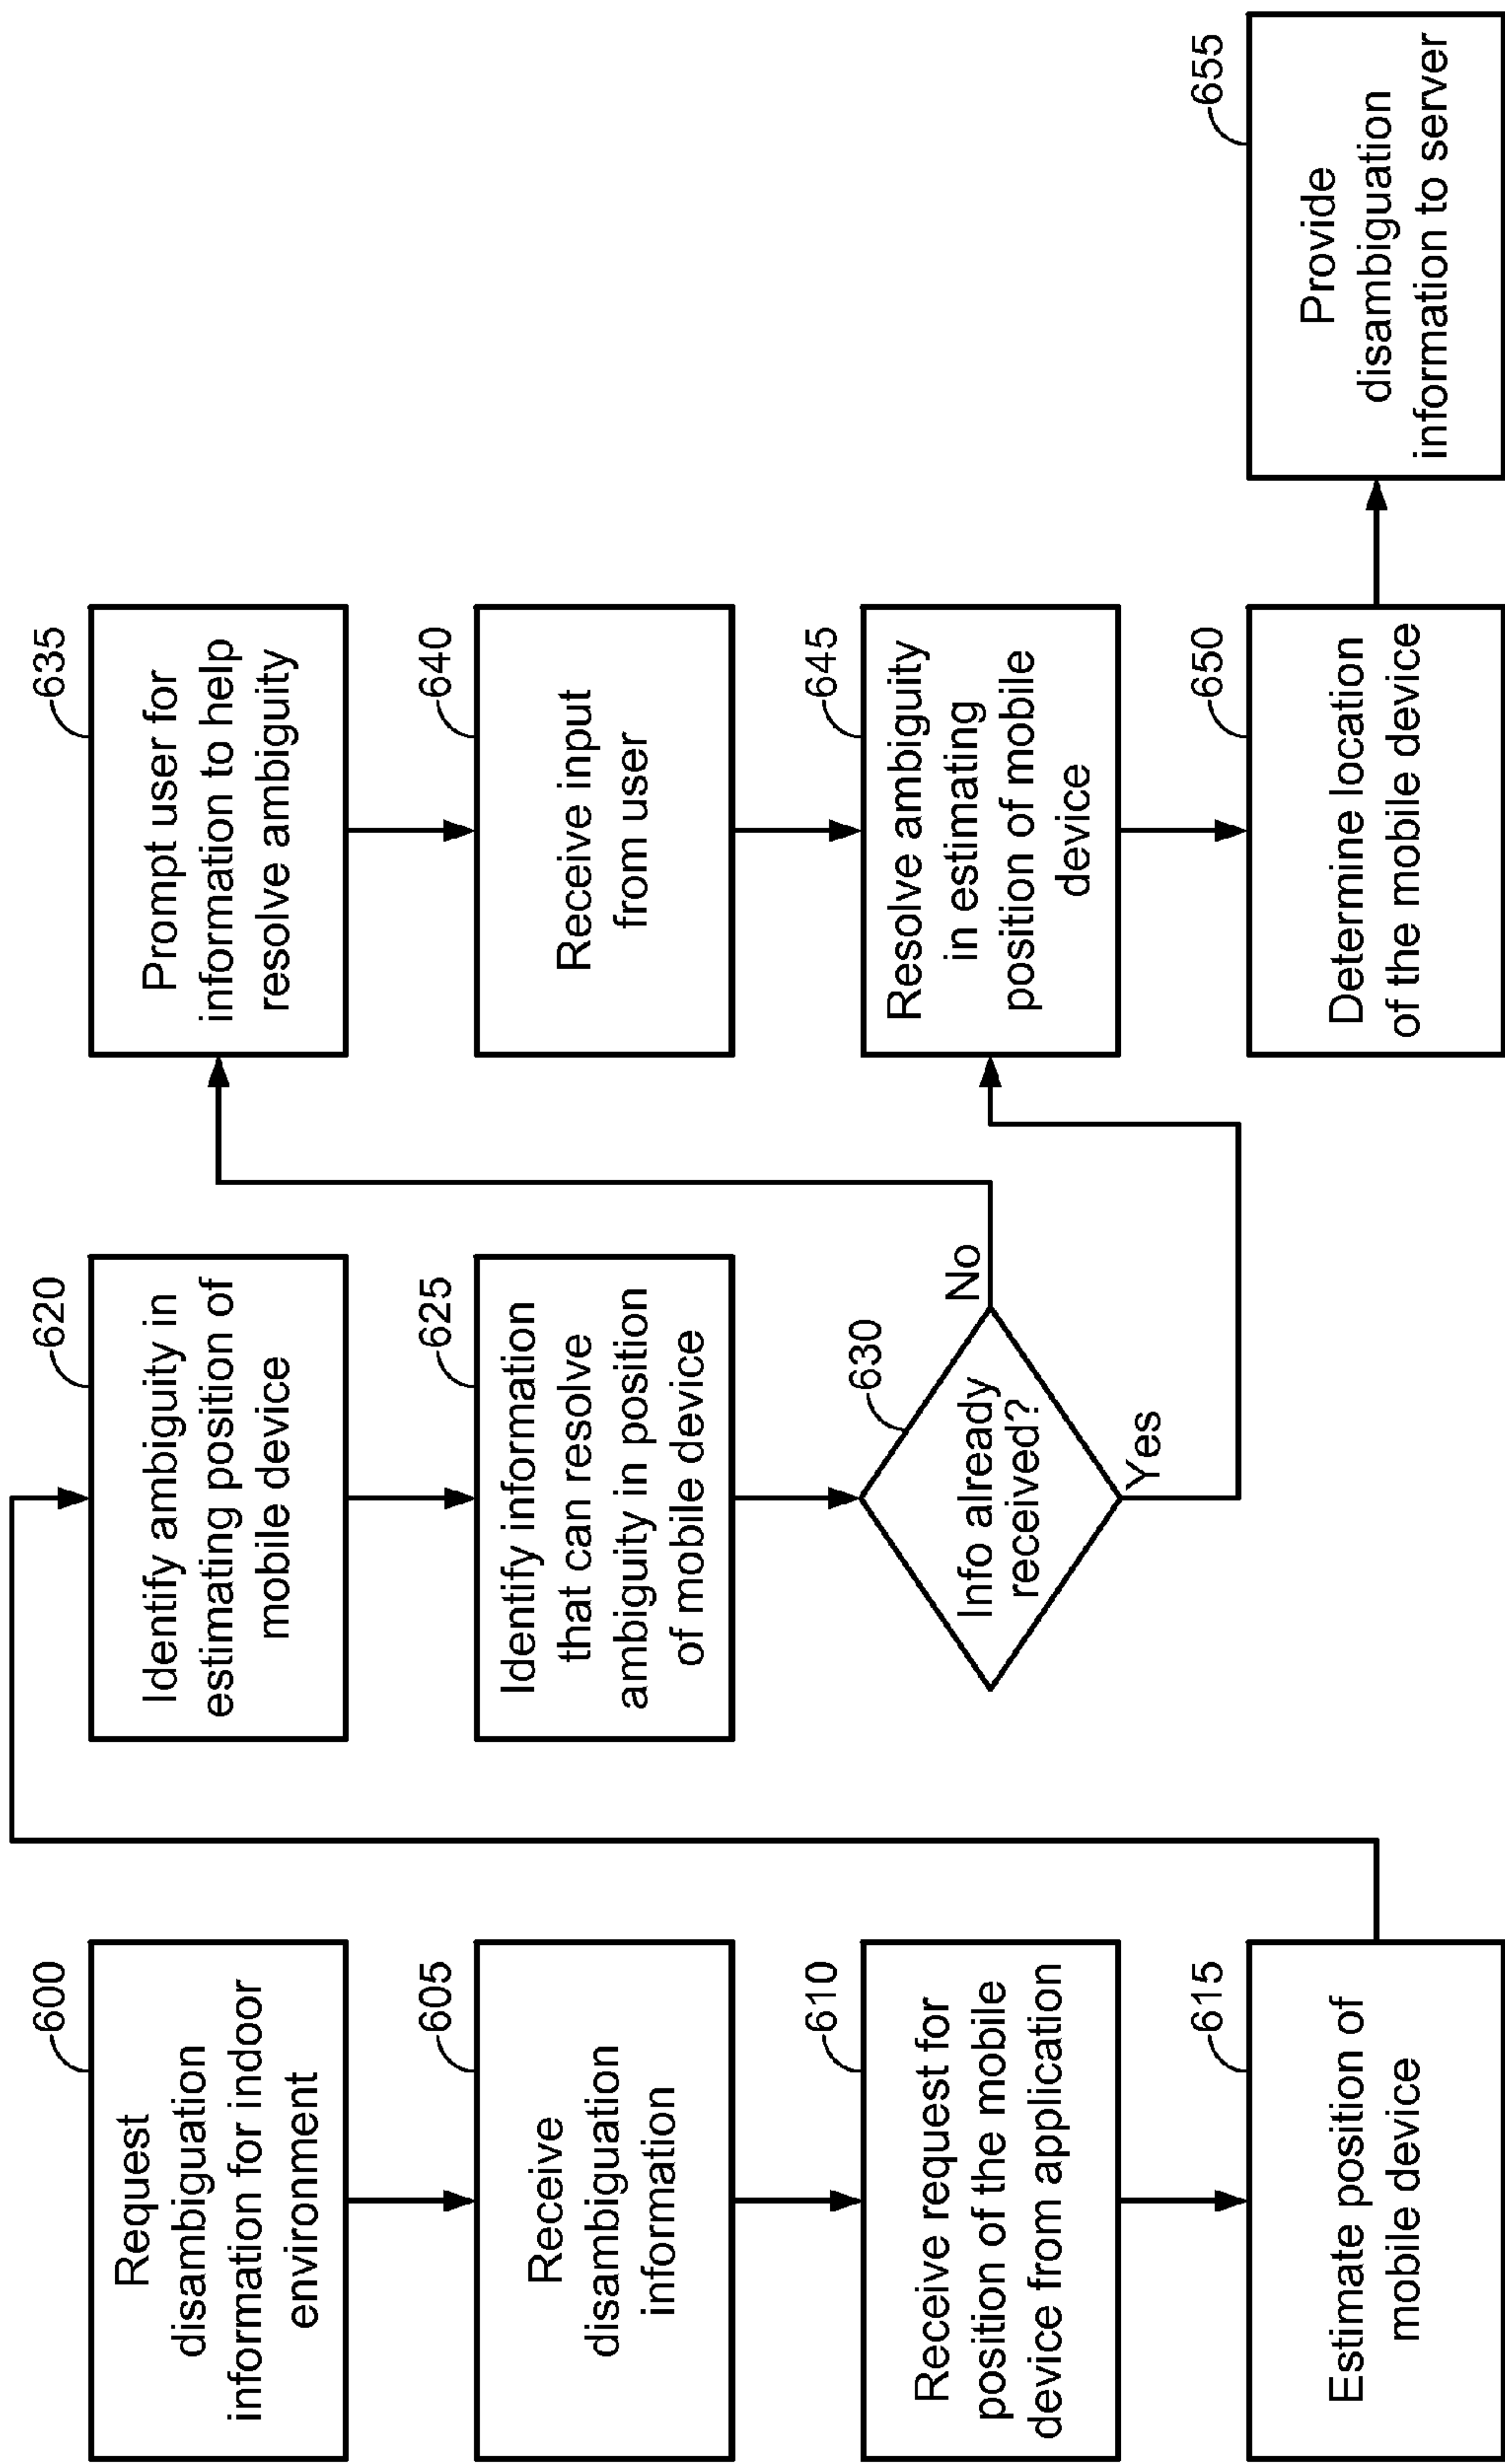 600
Request
disambiguation
information for indoor
environment
605
Receive
disambiguation
information
610
Receive request for
position of the mobile
device from application
615
Estimate position of
mobile device
620
Identify ambiguity in
estimating position of
mobile device
625
Identify information
that can resolve
ambiguity in position
of mobile device
630
Info already
received?
No
Yes
635
Prompt user for
information to help
resolve ambiguity
640
Receive input
from user
645
Resolve ambiguity
in estimating
position of mobile
device
650
Determine location
of the mobile device
655
Provide
disambiguation
information to server